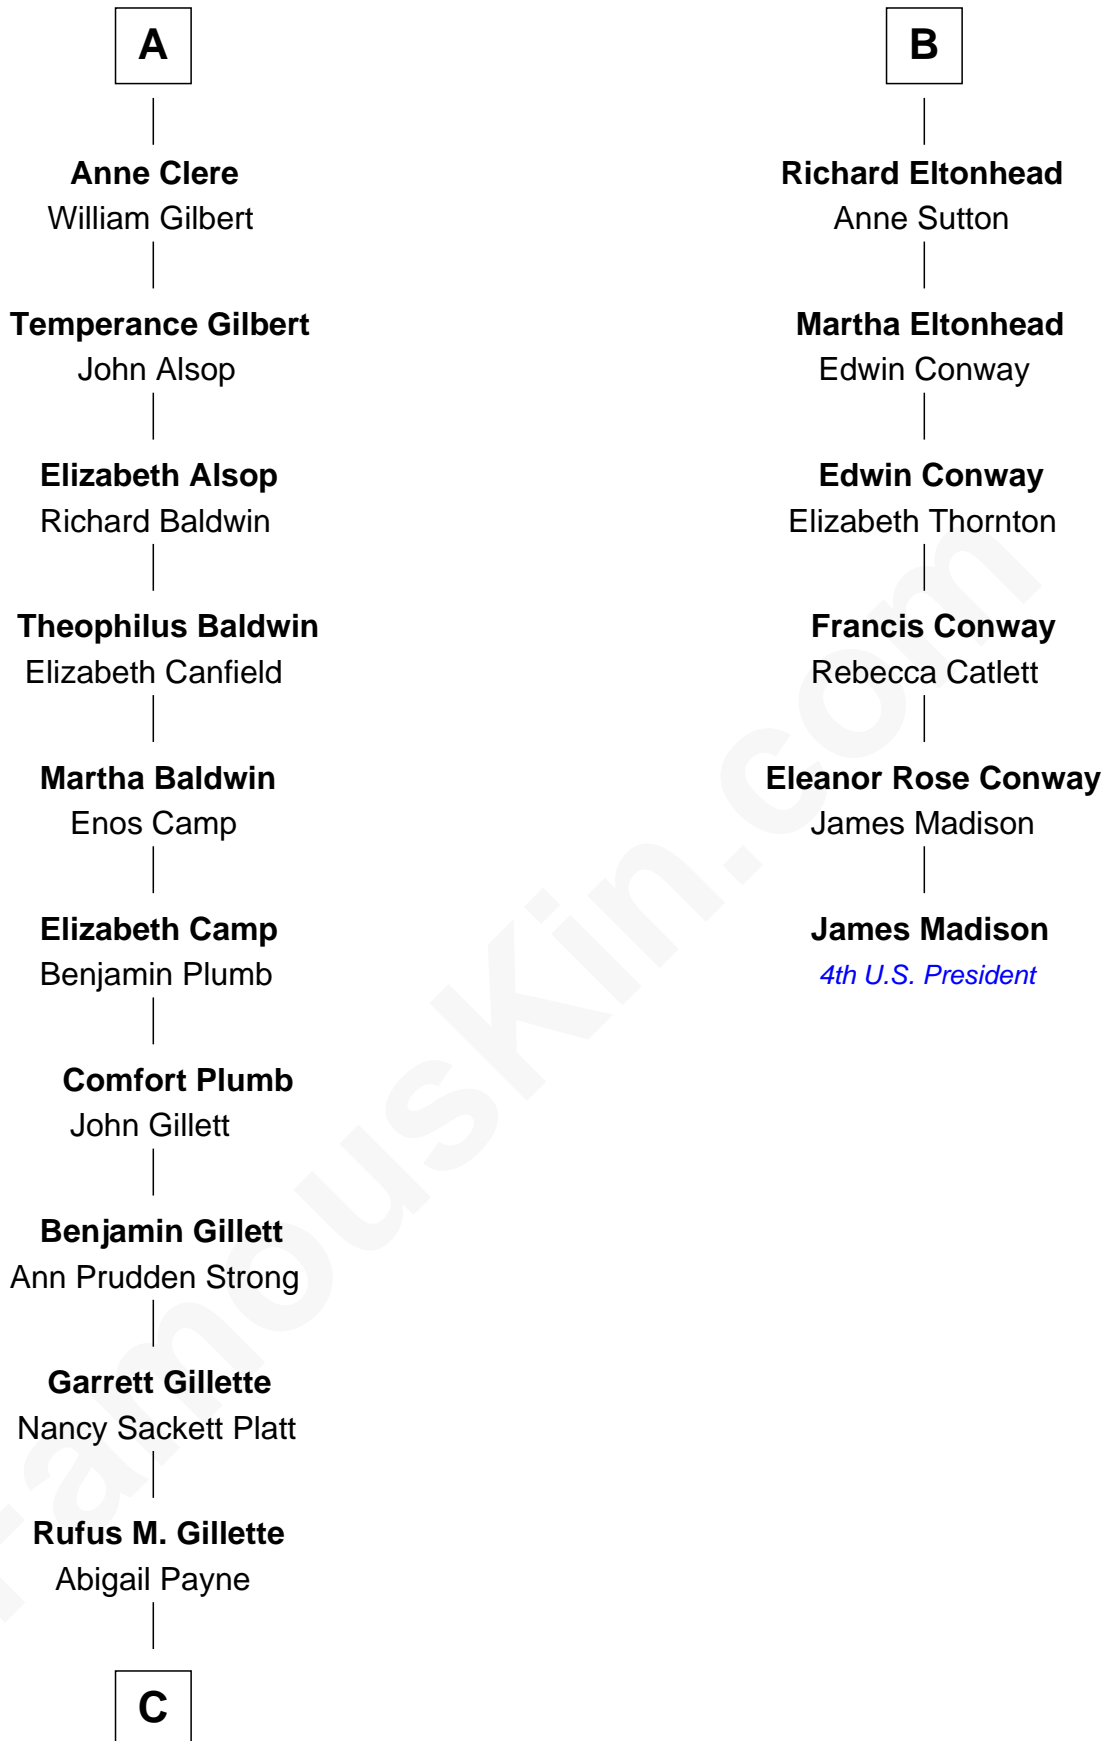 A
Anne Clere
William Gilbert
Temperance Gilbert
John Alsop
Elizabeth Alsop
Richard Baldwin
Theophilus Baldwin
Elizabeth Canfield
Martha Baldwin
Enos Camp
Elizabeth Camp
Benjamin Plumb
Comfort Plumb
John Gillett
Benjamin Gillett
Ann Prudden Strong
Garrett Gillette
Nancy Sackett Platt
Rufus M. Gillette
Abigail Payne
C
B
Richard Eltonhead
Anne Sutton
Martha Eltonhead
Edwin Conway
Edwin Conway
Elizabeth Thornton
Francis Conway
Rebecca Catlett
Eleanor Rose Conway
James Madison
James Madison
4th U.S. President
FamousKin.com